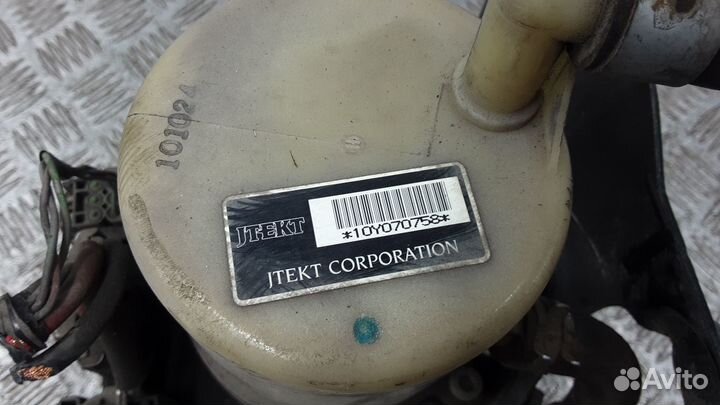 101024
JTEKT
*10Y070758*
JTEKT CORPORATION
Avito